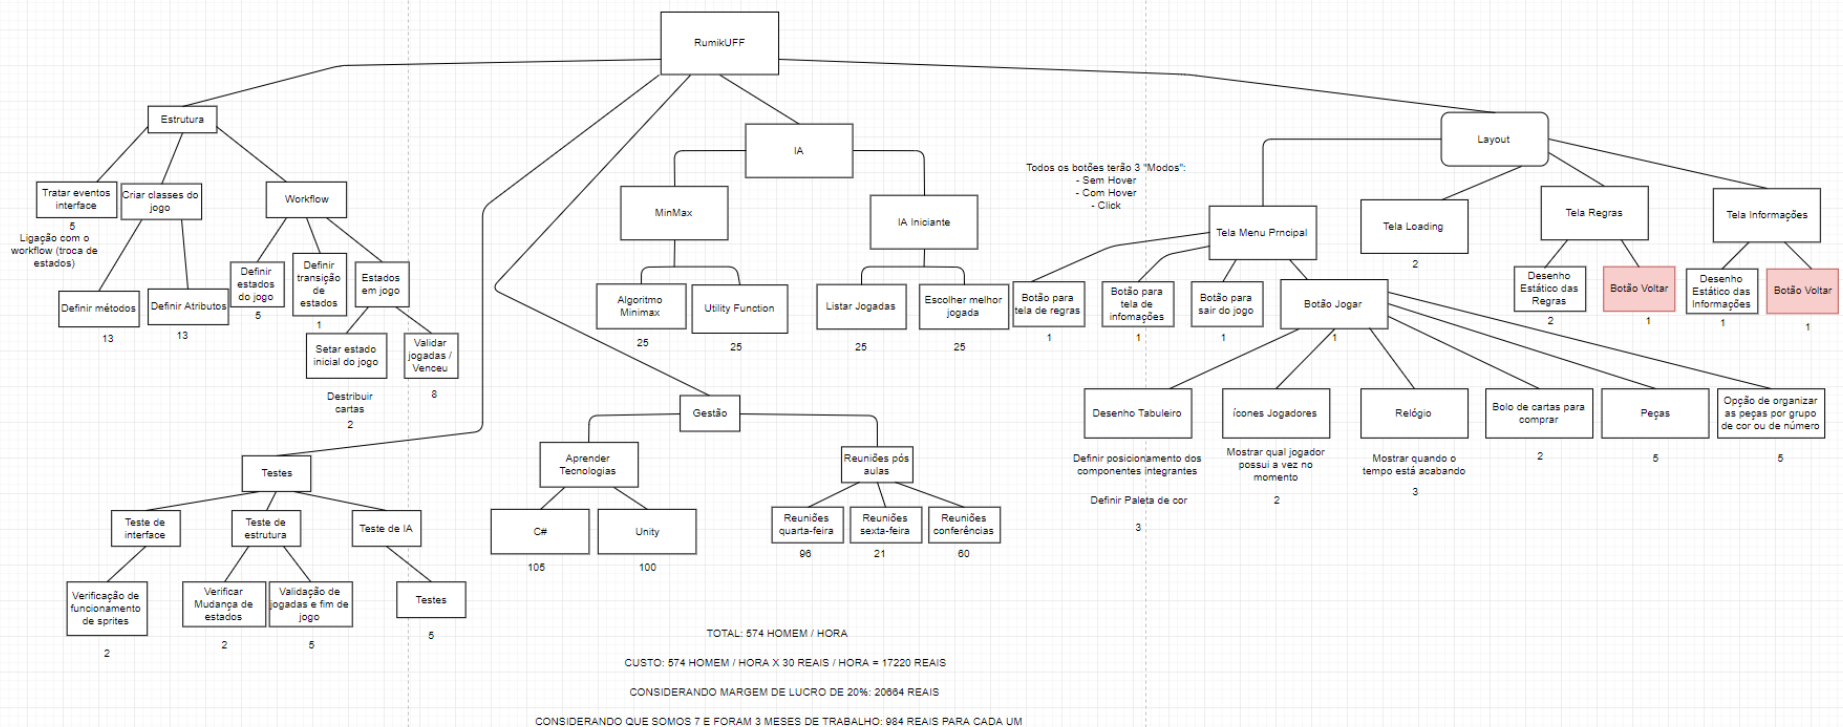 RumikUFF
Estrutura
Tratar eventos
interface
5
Ligação com o
workflow (troca de
estados)
Criar classes do
jogo
Definir métodos
13
Definir Atributos
13
Workflow
Definir
estados
do jogo
5
Definir
transição
de
estados
1
Estados
em jogo
Setar estado
inicial do jogo
Destribuir
cartas
2
Validar
jogadas /
Venceu
8
Testes
Teste de
interface
Verificação de
funcionamento
de sprites
2
Teste de
estrutura
Verificar
Mudança de
estados
2
Validação de
jogadas e fim de
jogo
5
Teste de IA
Testes
5
Gestão
Aprender
Tecnologias
C#
105
Unity
100
Reuniões pós
aulas
Reuniões
quarta-feira
96
Reuniões
sexta-feira
21
Reuniões
conferências
60
IA
MinMax
Algoritmo
Minimax
25
Utility Function
25
IA Iniciante
Listar Jogadas
25
Escolher melhor
jogada
25
Todos os botões terão 3 "Modos":
- Sem Hover
- Com Hover
- Click
Layout
Tela Menu Prncipal
Botão para
tela de regras
1
Botão para
tela de
infomações
1
Botão para
sair do jogo
1
Botão Jogar
1
Desenho Tabuleiro
Definir posicionamento dos
componentes integrantes
Definir Paleta de cor
3
ícones Jogadores
Mostrar qual jogador
possui a vez no
momento
2
Relógio
Mostrar quando o
tempo está acabando
3
Bolo de cartas para
comprar
2
Peças
5
Opção de organizar
as peças por grupo
de cor ou de número
5
Tela Loading
2
Tela Regras
Desenho
Estático das
Regras
2
Botão Voltar
1
Tela Informações
Desenho
Estático das
Informações
1
Botão Voltar
1
TOTAL: 574 HOMEM / HORA
CUSTO: 574 HOMEM / HORA X 30 REAIS / HORA = 17220 REAIS
CONSIDERANDO MARGEM DE LUCRO DE 20%: 20664 REAIS
CONSIDERANDO QUE SOMOS 7 E FORAM 3 MESES DE TRABALHO: 984 REAIS PARA CADA UM